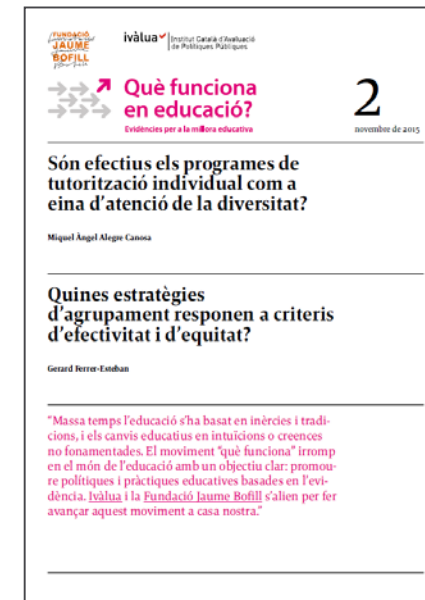 FUNDACIÓ
JAUME
BOFILL
ivàlua
Institut Català d'Avaluació
de Polítiques Públiques
Què funciona
en educació?
Evidències per a la millora educativa
2
novembre de 2015
Són efectius els programes de
tutorització individual com a
eina d'atenció de la diversitat?
Miquel Àngel Alegre Canosa
Quines estratègies
d'agrupament responen a criteris
d'efectivitat i d'equitat?
Gerard Ferrer-Esteban
"Massa temps l'educació s'ha basat en inèrcies i tradi-
cions, i els canvis educatius en intuïcions o creences
no fonamentades. El moviment "què funciona" irromp
en el món de l'educació amb un objectiu clar: promou-
re polítiques i pràctiques educatives basades en l'evi-
dència. Ivàlua i la Fundació Jaume Bofill s'alien per fer
avançar aquest moviment a casa nostra."